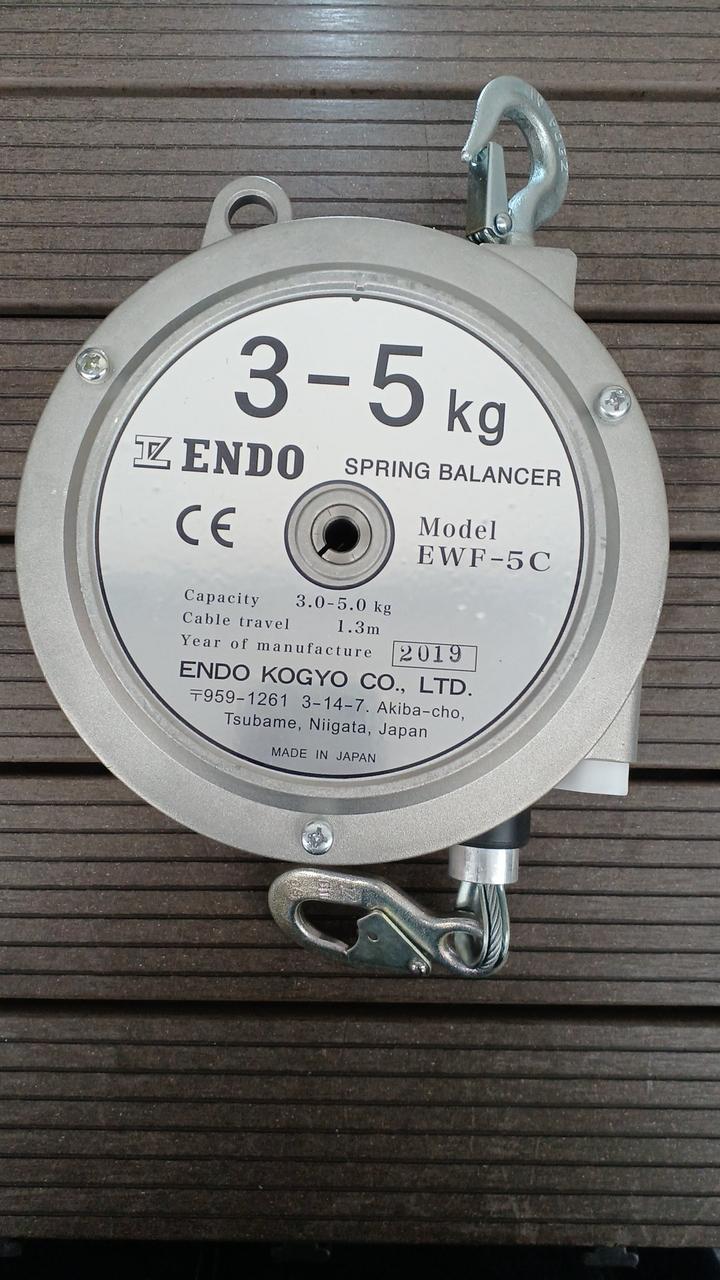 3-5 kg
ENDO
SPRING BALANCER
CE
Model
EWF-5C
Capacity 3.0-5.0 kg
Cable travel 1.3m
Year of manufacture 2019
ENDO KOGYO CO., LTD.
〒959-1261 3-14-7. Akiba-cho,
Tsubame, Niigata, Japan
MADE IN JAPAN